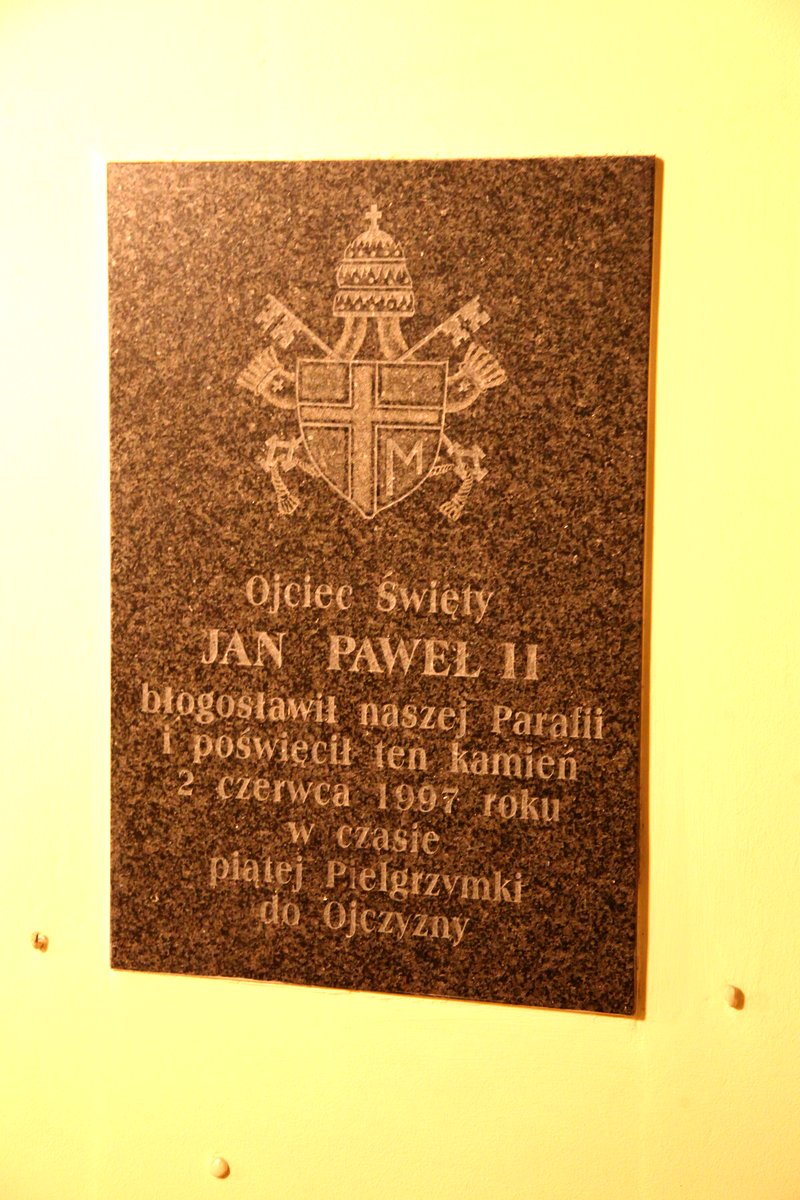 M
Ojciec Święty
JAN PAWEŁ II
błogosławił naszej Parafii
i poświęcił ten kamień
2 czerwca 1997 roku
w czasie
piątej Pielgrzymki
do Ojczyzny